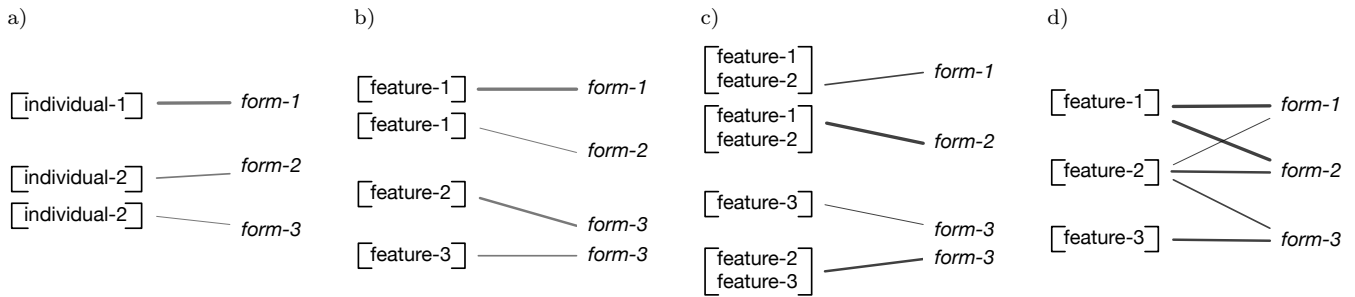 a)
[individual-1] form-1
[individual-2] form-2
[individual-2] form-3
b)
[feature-1] form-1
[feature-1] form-2
[feature-2] form-3
[feature-3] form-3
c)
[feature-1
feature-2] form-1
[feature-1
feature-2] form-2
[feature-3] form-3
[feature-2
feature-3] form-3
d)
[feature-1] form-1
[feature-2] form-2
[feature-3] form-3